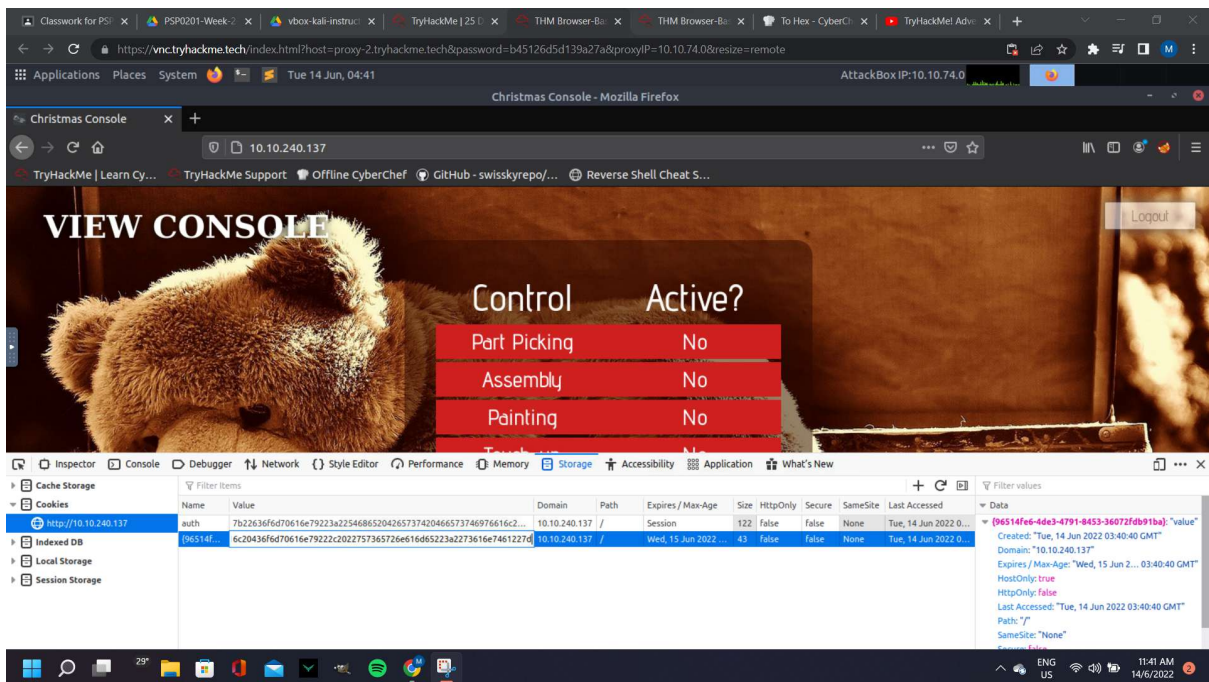 Classwork for PSP
PSP0201-Week-2
vbox-kali-instruct
TryHackMe | 25 D
THM Browser-Bas
THM Browser-Bas
To Hex - CyberCh
TryHackMe! Adve
https://vnc.tryhackme.tech/index.html?host=proxy-2.tryhackme.tech&password=b45126d5d139a27a&proxyIP=10.10.74.0&resize=remote
M
Applications Places System Tue 14 Jun, 04:41 AttackBox IP:10.10.74.0
Christmas Console - Mozilla Firefox
Christmas Console
10.10.240.137
TryHackMe | Learn Cy... TryHackMe Support Offline CyberChef GitHub - swisskyrepo/... Reverse Shell Cheat S...
VIEW CONSOLE
Logout
Control Active?
Part Picking No
Assembly No
Painting No
Touch-up No
Inspector Console Debugger Network {} Style Editor Performance Memory Storage Accessibility Application What's New
Cache Storage
Cookies
http://10.10.240.137
Indexed DB
Local Storage
Session Storage
Filter Items
Name Value Domain Path Expires / Max-Age Size HttpOnly Secure SameSite Last Accessed
auth 7b22636f6d70616e79223a22546865204265737420466573746976616c2... 10.10.240.137 / Session 122 false false None Tue, 14 Jun 2022 0...
{96514f... 6c20436f6d70616e79222c2022757365726e616d65223a2273616e7461227d 10.10.240.137 / Wed, 15 Jun 2022 ... 43 false false None Tue, 14 Jun 2022 0...
Filter values
Data
{96514fe6-4de3-4791-8453-36072fdb91ba}: "value"
Created: "Tue, 14 Jun 2022 03:40:40 GMT"
Domain: "10.10.240.137"
Expires / Max-Age: "Wed, 15 Jun 2... 03:40:40 GMT"
HostOnly: true
HttpOnly: false
Last Accessed: "Tue, 14 Jun 2022 03:40:40 GMT"
Path: "/"
SameSite: "None"
Secure: false
29°
ENG
US
11:41 AM
14/6/2022
2